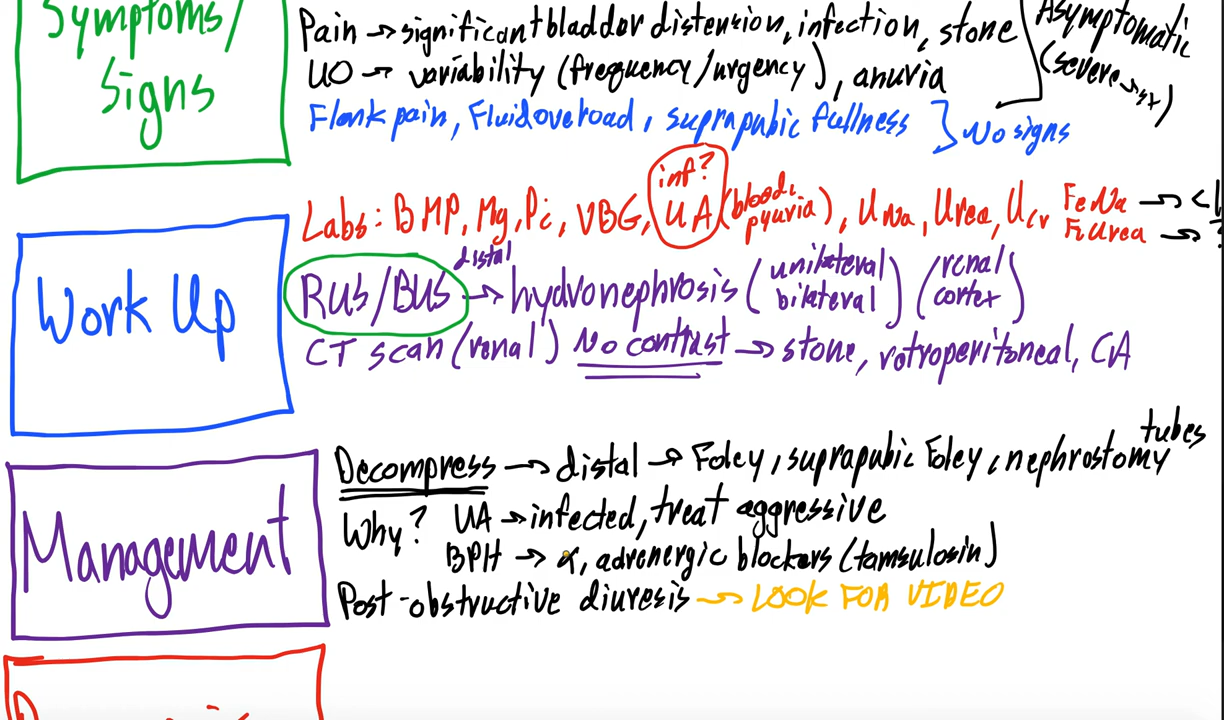 Symptoms/
Signs
Pain → significant bladder distension, infection, stone
UO → variability (frequency/urgency), anuria
Flank pain, Fluid overoad, suprapubic fullness } No signs
Asymptomatic
(severe → sx)
Work Up
Labs: BMP, Mg, Pi, VBG, UA (blood, pyuria), UNa, Urea, Ucr
inf?
FeNa → <1
FeUrea →
RUS/BUS → hydronephrosis (unilateral bilateral) (renal cortex)
distal
CT scan (renal) No contrast → stone, retroperitoneal, CA
Management
Decompress → distal → Foley, suprapubic Foley, nephrostomy tubes
Why? UA → infected, treat aggressive
BPH → α, adrenergic blockers (tamsulosin)
Post-obstructive diuresis → LOOK FOR VIDEO